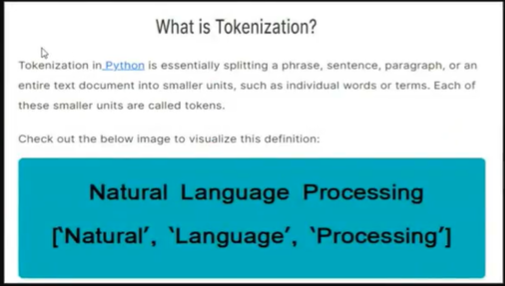 What is Tokenization?
Tokenization in Python is essentially splitting a phrase, sentence, paragraph, or an
entire text document into smaller units, such as individual words or terms. Each of
these smaller units are called tokens.
Check out the below image to visualize this definition:
Natural Language Processing
[‘Natural’, ‘Language’, ‘Processing’]